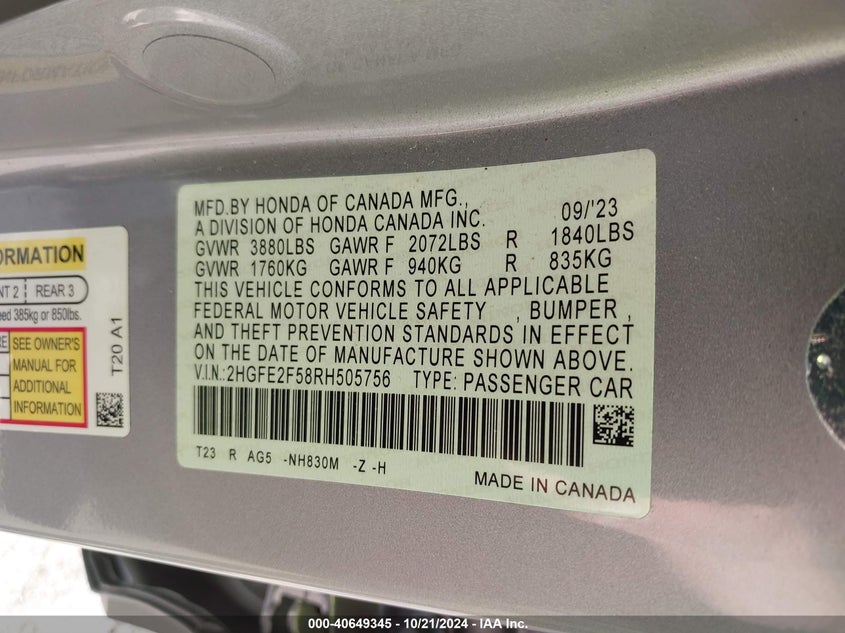 MFD.BY HONDA OF CANADA MFG.,
A DIVISION OF HONDA CANADA INC. 09/'23
GVWR 3880LBS GAWR F 2072LBS R 1840LBS
GVWR 1760KG GAWR F 940KG R 835KG
THIS VEHICLE CONFORMS TO ALL APPLICABLE
FEDERAL MOTOR VEHICLE SAFETY , BUMPER ,
AND THEFT PREVENTION STANDARDS IN EFFECT
ON THE DATE OF MANUFACTURE SHOWN ABOVE.
V.I.N.:2HGFE2F58RH505756 TYPE: PASSENGER CAR
T23 R AG5 -NH830M -Z -H
MADE IN CANADA
2 REAR 3
385kg or 850lbs.
SEE OWNER'S
MANUAL FOR
ADDITIONAL
INFORMATION
T20 A1
000-40649345 - 10/21/2024 - IAA Inc.